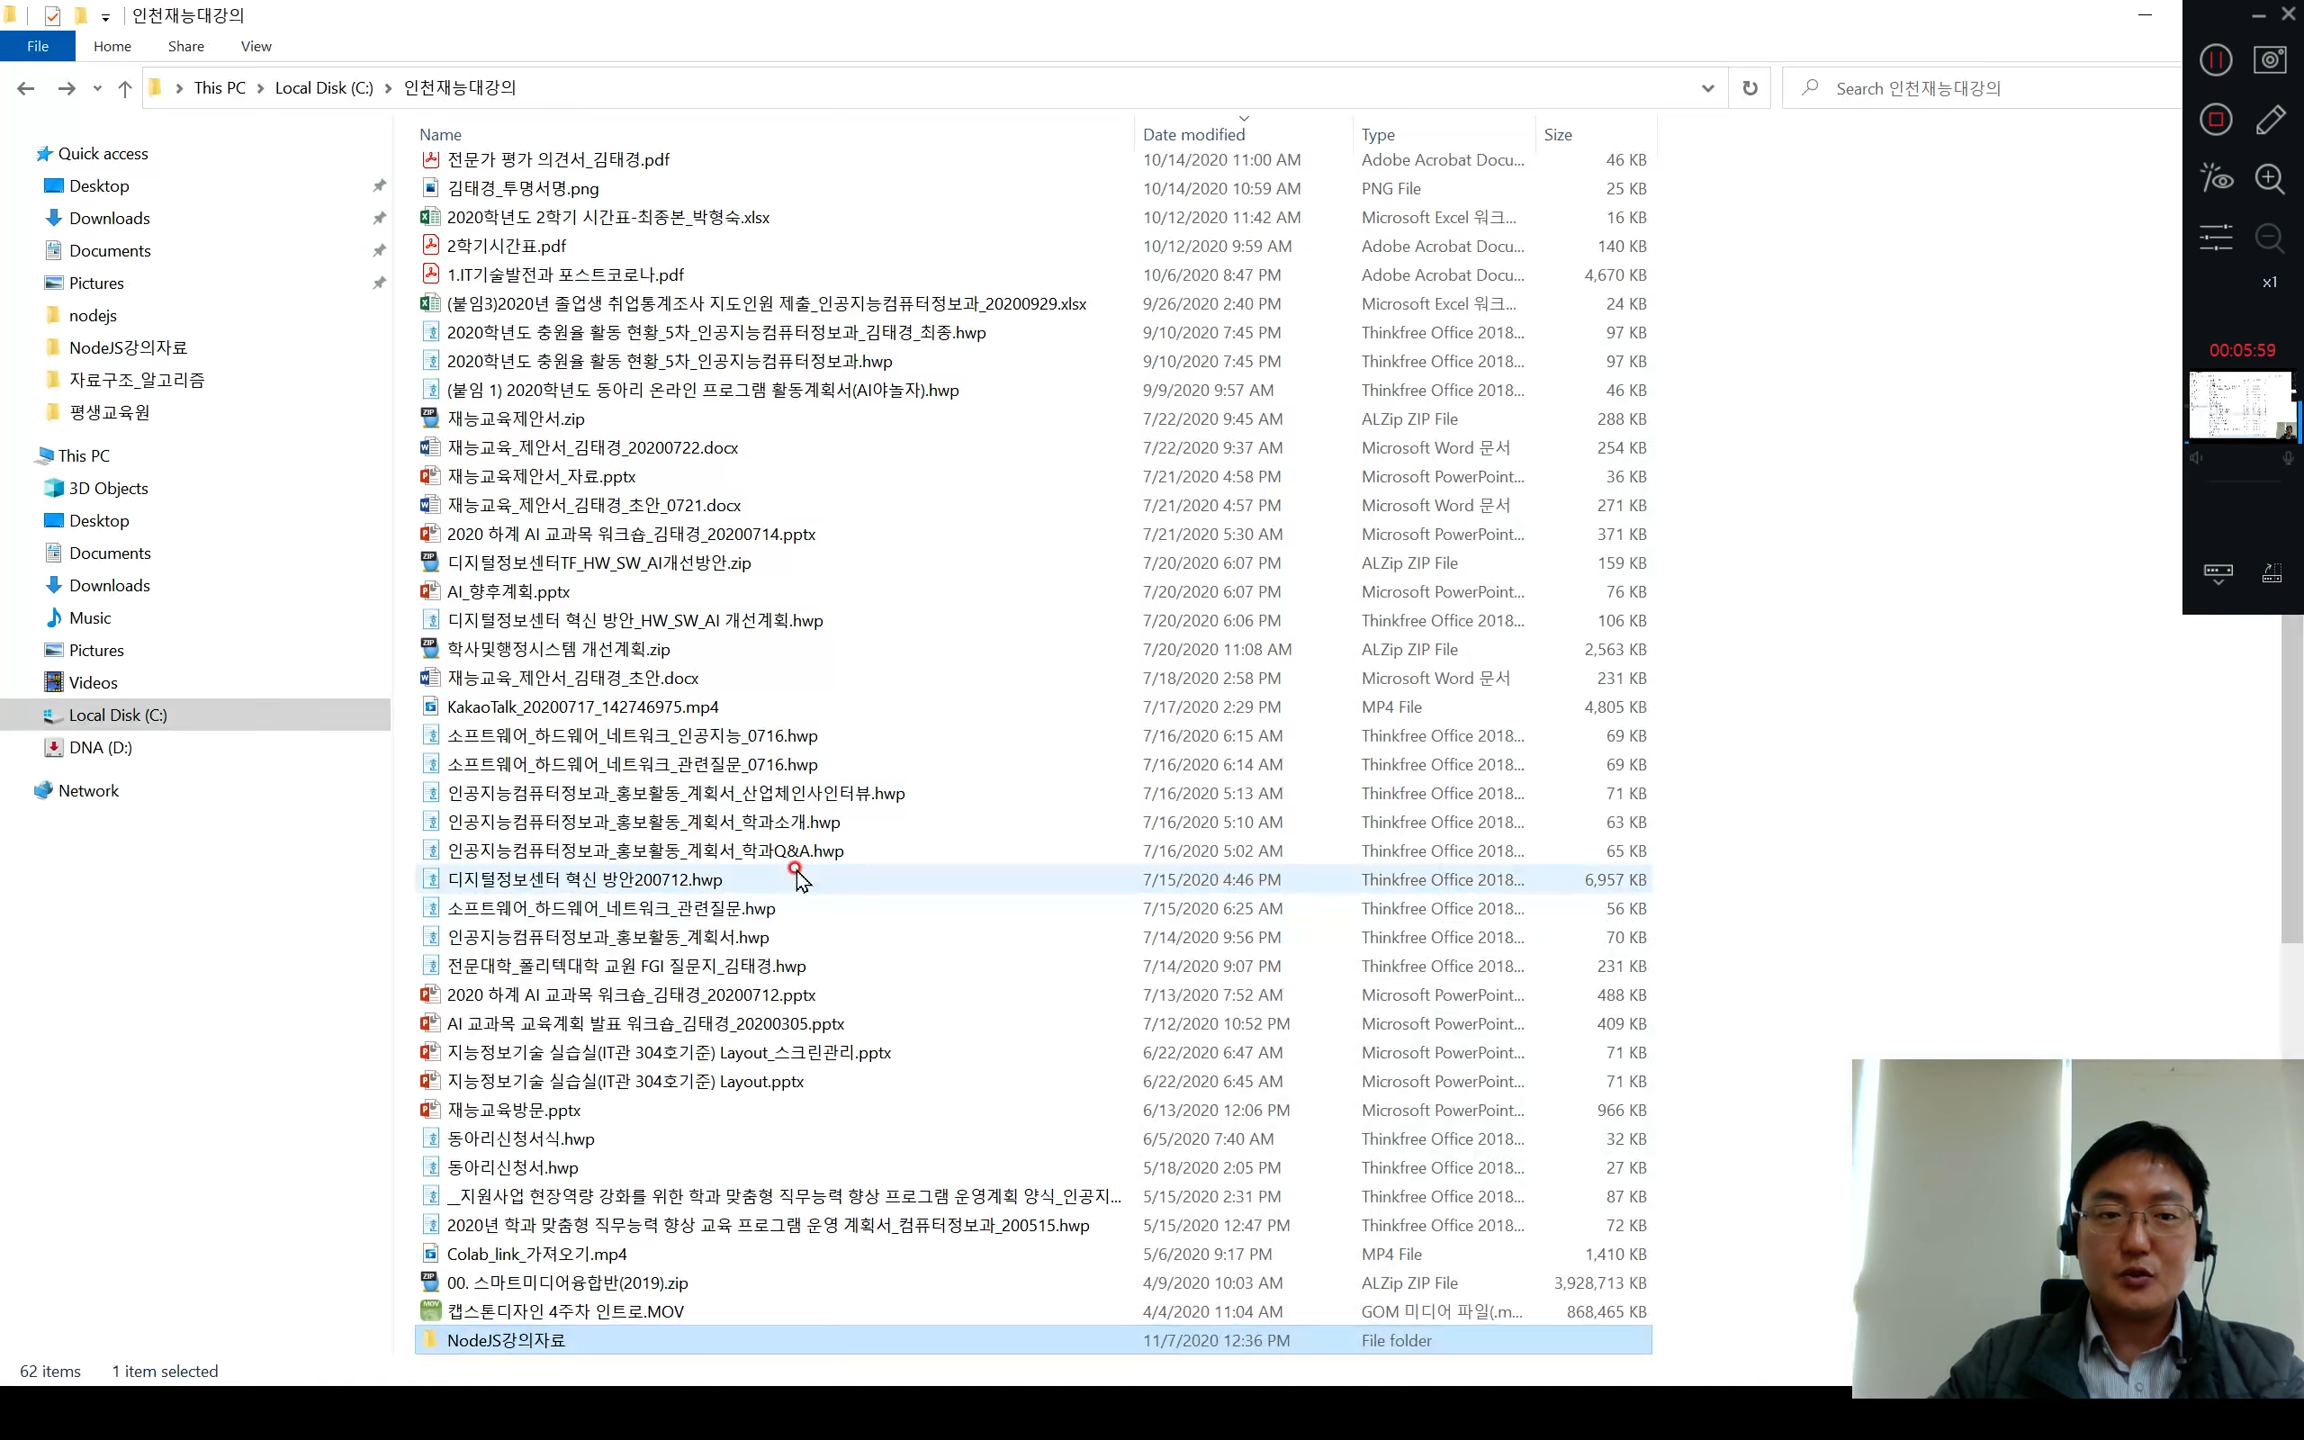 인천재능대강의
File Home Share View
This PC Local Disk (C:) 인천재능대강의
Search 인천재능대강의
Quick access
Desktop
Downloads
Documents
Pictures
nodejs
NodeJS강의자료
자료구조_알고리즘
평생교육원
This PC
3D Objects
Desktop
Documents
Downloads
Music
Pictures
Videos
Local Disk (C:)
DNA (D:)
Network
Name Date modified Type Size
전문가 평가 의견서_김태경.pdf 10/14/2020 11:00 AM Adobe Acrobat Docu... 46 KB
김태경_투명서명.png 10/14/2020 10:59 AM PNG File 25 KB
2020학년도 2학기 시간표-최종본_박형숙.xlsx 10/12/2020 11:42 AM Microsoft Excel 워크... 16 KB
2학기시간표.pdf 10/12/2020 9:59 AM Adobe Acrobat Docu... 140 KB
1.IT기술발전과 포스트코로나.pdf 10/6/2020 8:47 PM Adobe Acrobat Docu... 4,670 KB
(붙임3)2020년 졸업생 취업통계조사 지도인원 제출_인공지능컴퓨터정보과_20200929.xlsx 9/26/2020 2:40 PM Microsoft Excel 워크... 24 KB
2020학년도 충원율 활동 현황_5차_인공지능컴퓨터정보과_김태경_최종.hwp 9/10/2020 7:45 PM Thinkfree Office 2018... 97 KB
2020학년도 충원율 활동 현황_5차_인공지능컴퓨터정보과.hwp 9/10/2020 7:45 PM Thinkfree Office 2018... 97 KB
(붙임 1) 2020학년도 동아리 온라인 프로그램 활동계획서(AI야놀자).hwp 9/9/2020 9:57 AM Thinkfree Office 2018... 46 KB
재능교육제안서.zip 7/22/2020 9:45 AM ALZip ZIP File 288 KB
재능교육_제안서_김태경_20200722.docx 7/22/2020 9:37 AM Microsoft Word 문서 254 KB
재능교육제안서_자료.pptx 7/21/2020 4:58 PM Microsoft PowerPoint... 36 KB
재능교육_제안서_김태경_초안_0721.docx 7/21/2020 4:57 PM Microsoft Word 문서 271 KB
2020 하계 AI 교과목 워크숍_김태경_20200714.pptx 7/21/2020 5:30 AM Microsoft PowerPoint... 371 KB
디지털정보센터TF_HW_SW_AI개선방안.zip 7/20/2020 6:07 PM ALZip ZIP File 159 KB
AI_향후계획.pptx 7/20/2020 6:07 PM Microsoft PowerPoint... 76 KB
디지털정보센터 혁신 방안_HW_SW_AI 개선계획.hwp 7/20/2020 6:06 PM Thinkfree Office 2018... 106 KB
학사및행정시스템 개선계획.zip 7/20/2020 11:08 AM ALZip ZIP File 2,563 KB
재능교육_제안서_김태경_초안.docx 7/18/2020 2:58 PM Microsoft Word 문서 231 KB
KakaoTalk_20200717_142746975.mp4 7/17/2020 2:29 PM MP4 File 4,805 KB
소프트웨어_하드웨어_네트워크_인공지능_0716.hwp 7/16/2020 6:15 AM Thinkfree Office 2018... 69 KB
소프트웨어_하드웨어_네트워크_관련질문_0716.hwp 7/16/2020 6:14 AM Thinkfree Office 2018... 69 KB
인공지능컴퓨터정보과_홍보활동_계획서_산업체인사인터뷰.hwp 7/16/2020 5:13 AM Thinkfree Office 2018... 71 KB
인공지능컴퓨터정보과_홍보활동_계획서_학과소개.hwp 7/16/2020 5:10 AM Thinkfree Office 2018... 63 KB
인공지능컴퓨터정보과_홍보활동_계획서_학과Q&A.hwp 7/16/2020 5:02 AM Thinkfree Office 2018... 65 KB
디지털정보센터 혁신 방안200712.hwp 7/15/2020 4:46 PM Thinkfree Office 2018... 6,957 KB
소프트웨어_하드웨어_네트워크_관련질문.hwp 7/15/2020 6:25 AM Thinkfree Office 2018... 56 KB
인공지능컴퓨터정보과_홍보활동_계획서.hwp 7/14/2020 9:56 PM Thinkfree Office 2018... 70 KB
전문대학_폴리텍대학 교원 FGI 질문지_김태경.hwp 7/14/2020 9:07 PM Thinkfree Office 2018... 231 KB
2020 하계 AI 교과목 워크숍_김태경_20200712.pptx 7/13/2020 7:52 AM Microsoft PowerPoint... 488 KB
AI 교과목 교육계획 발표 워크숍_김태경_20200305.pptx 7/12/2020 10:52 PM Microsoft PowerPoint... 409 KB
지능정보기술 실습실(IT관 304호기준) Layout_스크린관리.pptx 6/22/2020 6:47 AM Microsoft PowerPoint... 71 KB
지능정보기술 실습실(IT관 304호기준) Layout.pptx 6/22/2020 6:45 AM Microsoft PowerPoint... 71 KB
재능교육방문.pptx 6/13/2020 12:06 PM Microsoft PowerPoint... 966 KB
동아리신청서식.hwp 6/5/2020 7:40 AM Thinkfree Office 2018... 32 KB
동아리신청서.hwp 5/18/2020 2:05 PM Thinkfree Office 2018... 27 KB
__지원사업 현장역량 강화를 위한 학과 맞춤형 직무능력 향상 프로그램 운영계획 양식_인공지... 5/15/2020 2:31 PM Thinkfree Office 2018... 87 KB
2020년 학과 맞춤형 직무능력 향상 교육 프로그램 운영 계획서_컴퓨터정보과_200515.hwp 5/15/2020 12:47 PM Thinkfree Office 2018... 72 KB
Colab_link_가져오기.mp4 5/6/2020 9:17 PM MP4 File 1,410 KB
00. 스마트미디어융합반(2019).zip 4/9/2020 10:03 AM ALZip ZIP File 3,928,713 KB
캡스톤디자인 4주차 인트로.MOV 4/4/2020 11:04 AM GOM 미디어 파일(.m... 868,465 KB
NodeJS강의자료 11/7/2020 12:36 PM File folder
62 items 1 item selected
x1
00:05:59